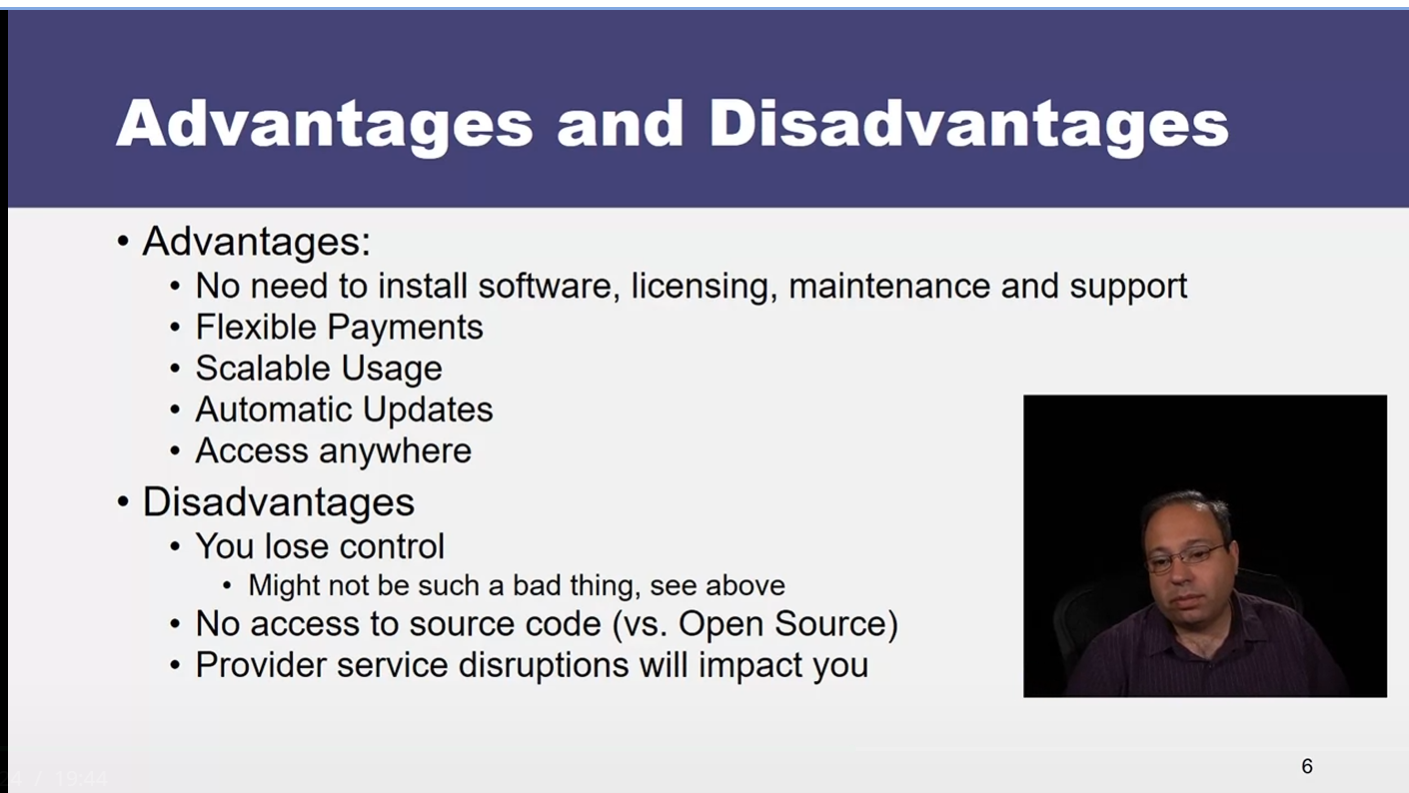 Advantages and Disadvantages
• Advantages:
• No need to install software, licensing, maintenance and support
• Flexible Payments
• Scalable Usage
• Automatic Updates
• Access anywhere
• Disadvantages
• You lose control
• Might not be such a bad thing, see above
• No access to source code (vs. Open Source)
• Provider service disruptions will impact you
/ 19:44
6